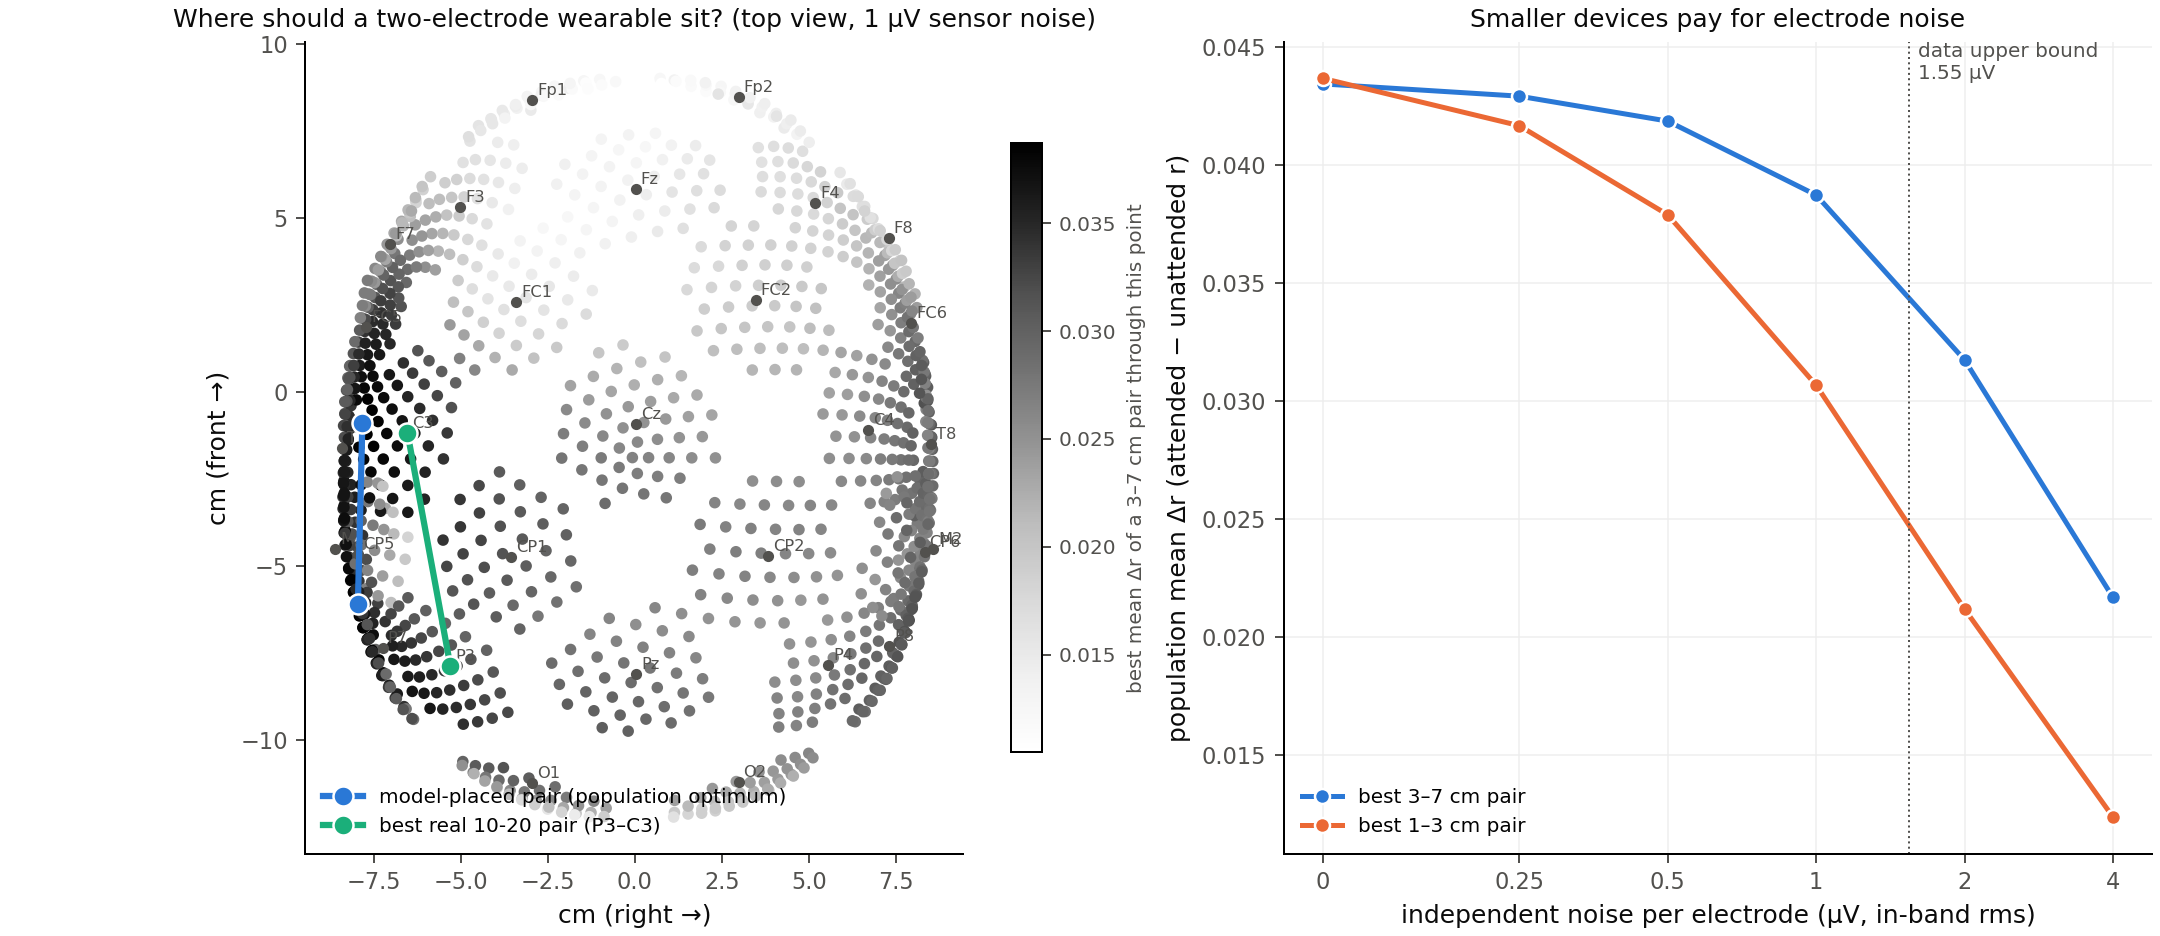 Where should a two-electrode wearable sit? (top view, 1 µV sensor noise)
10
5
0
−5
−10
cm (front →)
Fp1
Fp2
Fz
F3
F4
F7
F8
FC1
FC2
FC6
C3
Cz
C4
T8
CP5
CP1
CP2
CP6
M2
P3
Pz
P4
O1
O2
model-placed pair (population optimum)
best real 10-20 pair (P3–C3)
−7.5
−5.0
−2.5
0.0
2.5
5.0
7.5
cm (right →)
0.035
0.030
0.025
0.020
0.015
best mean Δr of a 3–7 cm pair through this point
Smaller devices pay for electrode noise
data upper bound
1.55 µV
0.045
0.040
0.035
0.030
0.025
0.020
0.015
population mean Δr (attended − unattended r)
best 3–7 cm pair
best 1–3 cm pair
0
0.25
0.5
1
2
4
independent noise per electrode (µV, in-band rms)